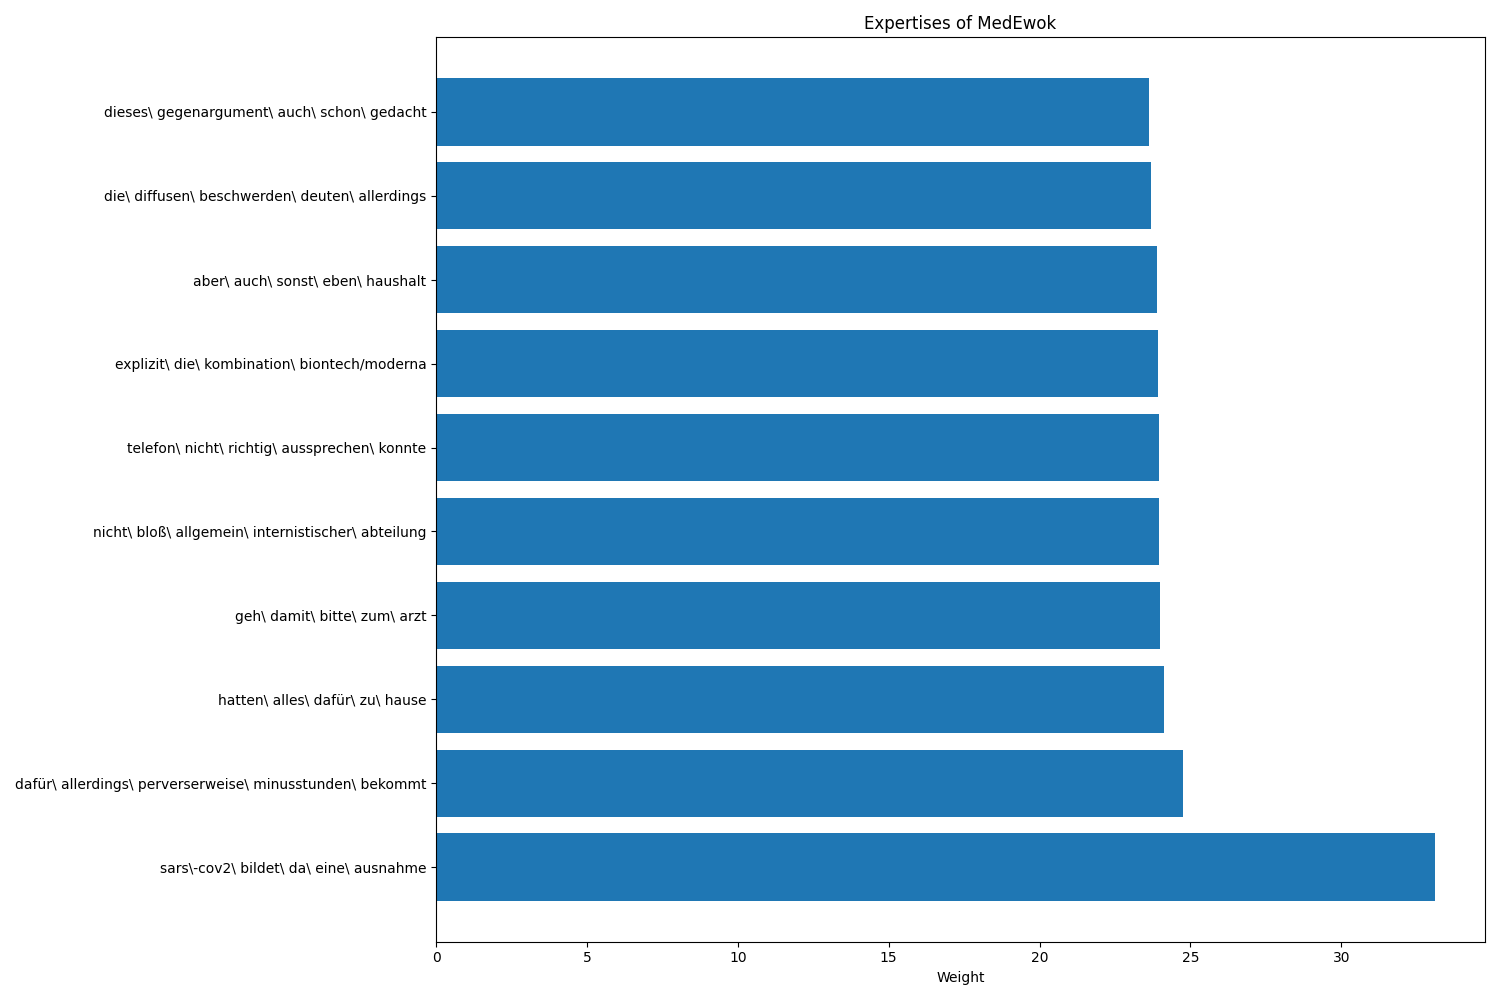 Expertises of MedEwok
dieses\ gegenargument\ auch\ schon\ gedacht
die\ diffusen\ beschwerden\ deuten\ allerdings
aber\ auch\ sonst\ eben\ haushalt
explizit\ die\ kombination\ biontech/moderna
telefon\ nicht\ richtig\ aussprechen\ konnte
nicht\ bloß\ allgemein\ internistischer\ abteilung
geh\ damit\ bitte\ zum\ arzt
hatten\ alles\ dafür\ zu\ hause
dafür\ allerdings\ perverserweise\ minusstunden\ bekommt
sars\-cov2\ bildet\ da\ eine\ ausnahme
0 5 10 15 20 25 30
Weight